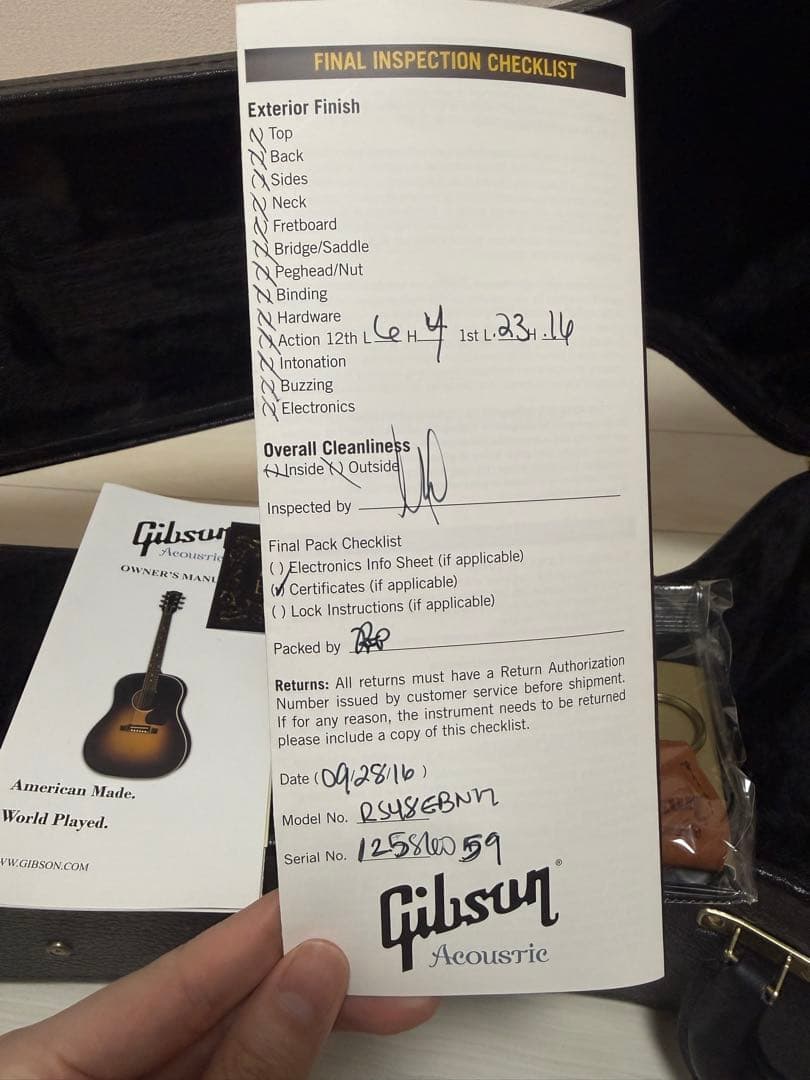 FINAL INSPECTION CHECKLIST
Exterior Finish
Top
Back
Sides
Neck
Fretboard
Bridge/Saddle
Peghead/Nut
Binding
Hardware
Action 12th L 6 H 4 1st L .23 H .16
Intonation
Buzzing
Electronics
Overall Cleanliness
Inside Outside
Inspected by
Final Pack Checklist
( ) Electronics Info Sheet (if applicable)
(✓) Certificates (if applicable)
( ) Lock Instructions (if applicable)
Packed by
Returns: All returns must have a Return Authorization
Number issued by customer service before shipment.
If for any reason, the instrument needs to be returned
please include a copy of this checklist.
Date (09/28/16)
Model No. RS48EBN
Serial No. 12586059
Gibson®
Acoustic
Gibson
Acoustic
OWNER'S MANU
American Made.
World Played.
WW.GIBSON.COM